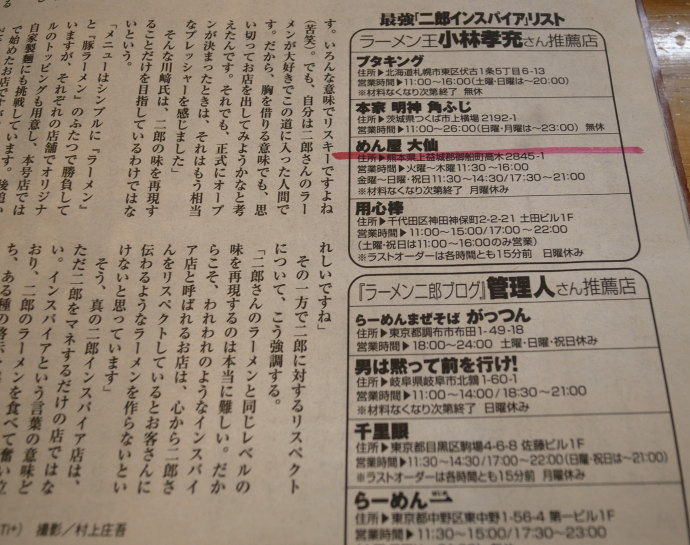 す。いろんな意味でリスキーですよね
(苦笑)。でも、自分は二郎さんのラー
メンが大好きでこの道に入った人間で
す。だから、胸を借りる意味でも、思
い切ってお店を出してみようかなと考
えたんです。それでも、正式にオープ
ンが決まったときは、それはもう相当
なプレッシャーを感じました」
そんな川﨑氏は、二郎の味を再現す
ることだけを目指しているわけではな
いという。
「メニューはシンプルに『ラーメン』
と『豚ラーメン』のふたつで勝負して
いますが、それぞれの店舗でオリジナ
ルのトッピングも用意し、本号店では
自家製麺にも挑戦しています。後追い
れしいですね」
その一方で二郎に対するリスペクト
について、こう強調する。
「二郎さんのラーメンと同じレベルの
味を再現するのは本当に難しい。だか
らこそ、われわれのようなインスパイ
ア店と呼ばれるお店は、心から二郎さ
んをリスペクトしているとお客さんに
伝わるようなラーメンを作らないとい
けないと思っています」
そう、真の二郎インスパイア店は、
ただ二郎をマネするだけの店ではな
い。インスパイアという言葉の意味ど
おり、二郎のラーメンを食べて奮い立
撮影/村上庄吾
最強「二郎インスパイア」リスト
ラーメン王小林孝充さん推薦店
ブタキング
住所▶北海道札幌市東区伏古1条5丁目6-13
営業時間▶11:00〜16:00(土曜・日曜は〜20:00)
※材料なくなり次第終了 無休
本家 明神 角ふじ
住所▶茨城県つくば市上横場2192-1
営業時間▶11:00〜26:00(日曜・月曜は〜23:00) 無休
めん屋 大仙
住所▶熊本県上益城郡御船町高木2845-1
営業時間▶火曜〜木曜11:30〜16:00
金曜〜日曜・祝日11:30〜14:30/17:30〜21:00
※材料なくなり次第終了 月曜休み
用心棒
住所▶千代田区神田神保町2-2-21 土田ビル1F
営業時間▶11:00〜15:00/17:00〜22:00
(土曜・祝日は11:00〜16:00のみ営業)
※ラストオーダーは各時間とも15分前 日曜休み
『ラーメン二郎ブログ』管理人さん推薦店
らーめんまぜそば がっつん
住所▶東京都調布市布田1-49-18
営業時間▶18:00〜24:00 土曜・日曜・祝日休み
男は黙って前を行け!
住所▶岐阜県岐阜市北鶉1-60-1
営業時間▶11:00〜14:00/18:30〜21:00
※材料なくなり次第終了 日曜休み
千里眼
住所▶東京都目黒区駒場4-6-8 佐藤ビル1F
営業時間▶11:30〜14:30/17:00〜22:00(日曜・祝日は〜21:00)
※ラストオーダーは各時間とも15分前 月曜休み
らーめん 二
住所▶東京都中野区東中野1-56-4 第一ビル1F
営業時間▶11:30〜15:00/17:30〜23:00